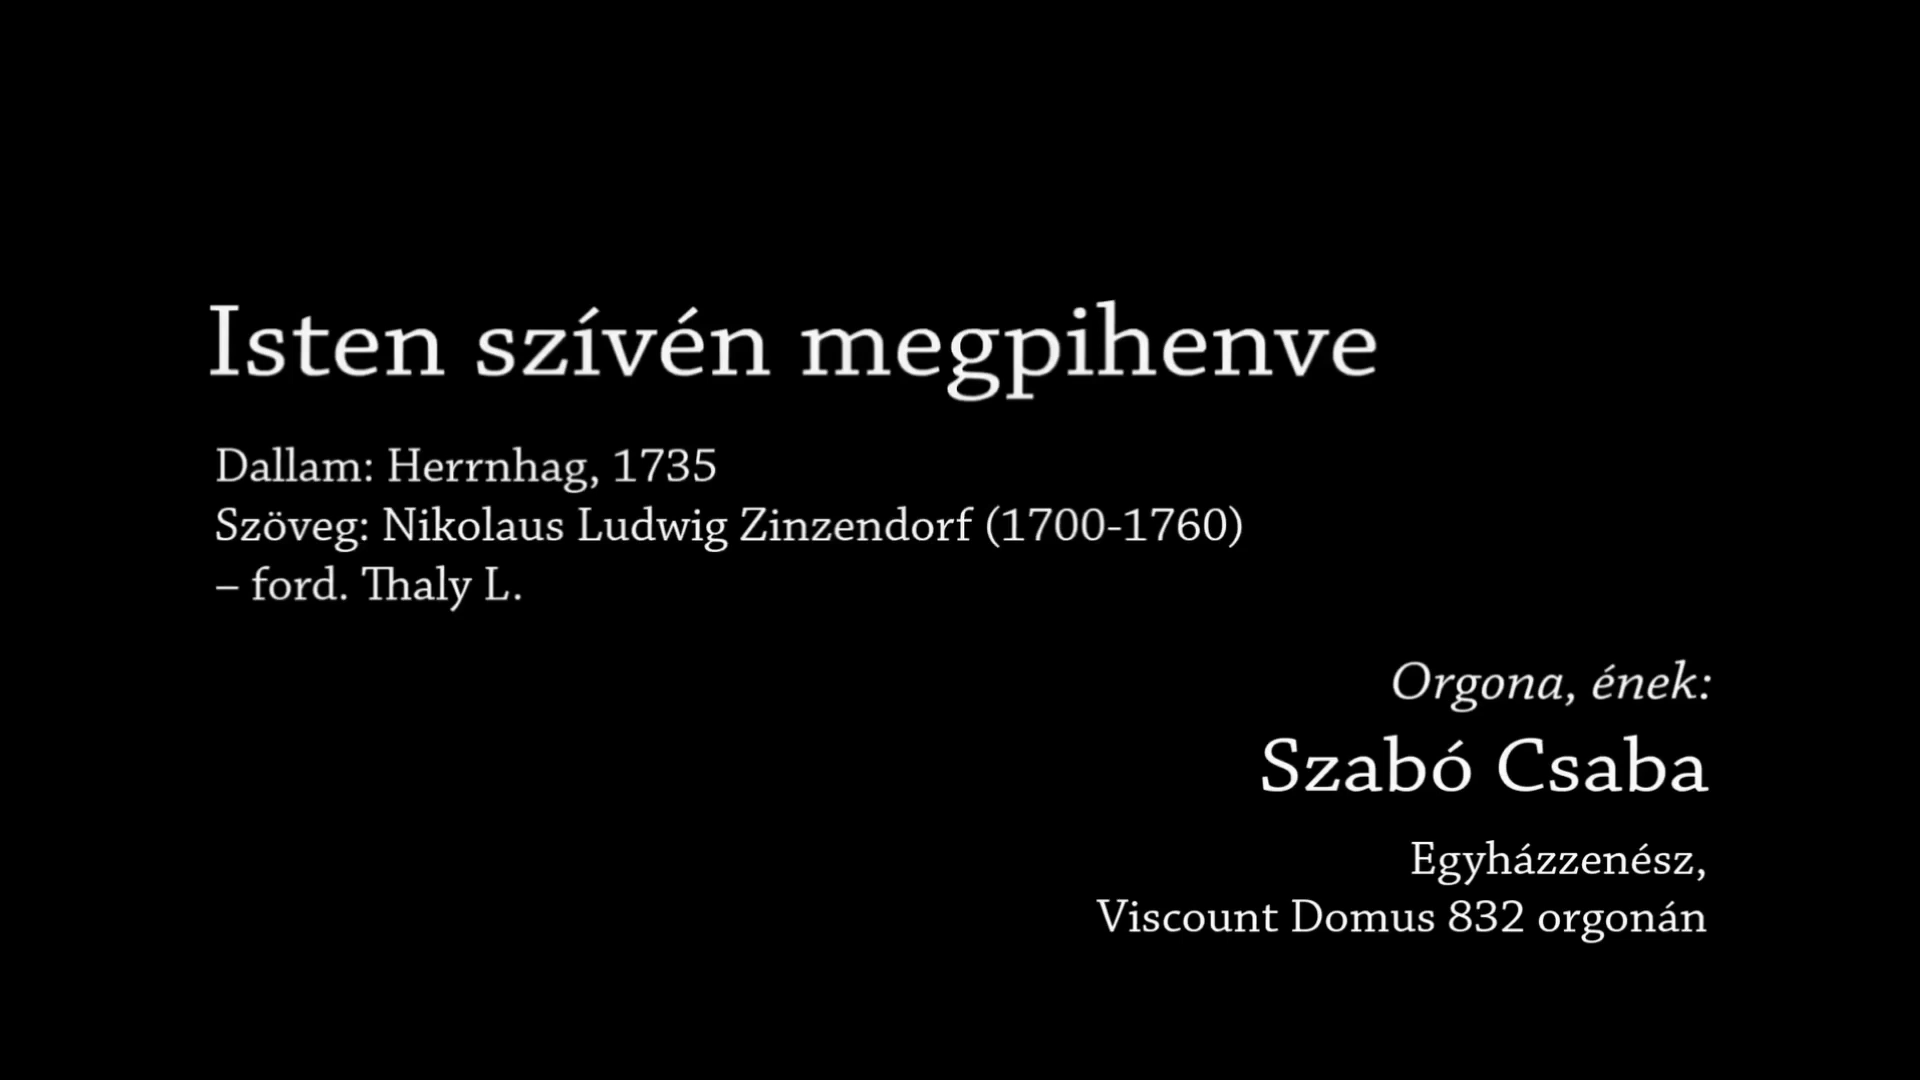 Isten szívén megpihenve
Dallam: Herrnhag, 1735
Szöveg: Nikolaus Ludwig Zinzendorf (1700-1760)
– ford. Thaly L.
Orgona, ének:
Szabó Csaba
Egyházzenész,
Viscount Domus 832 orgonán